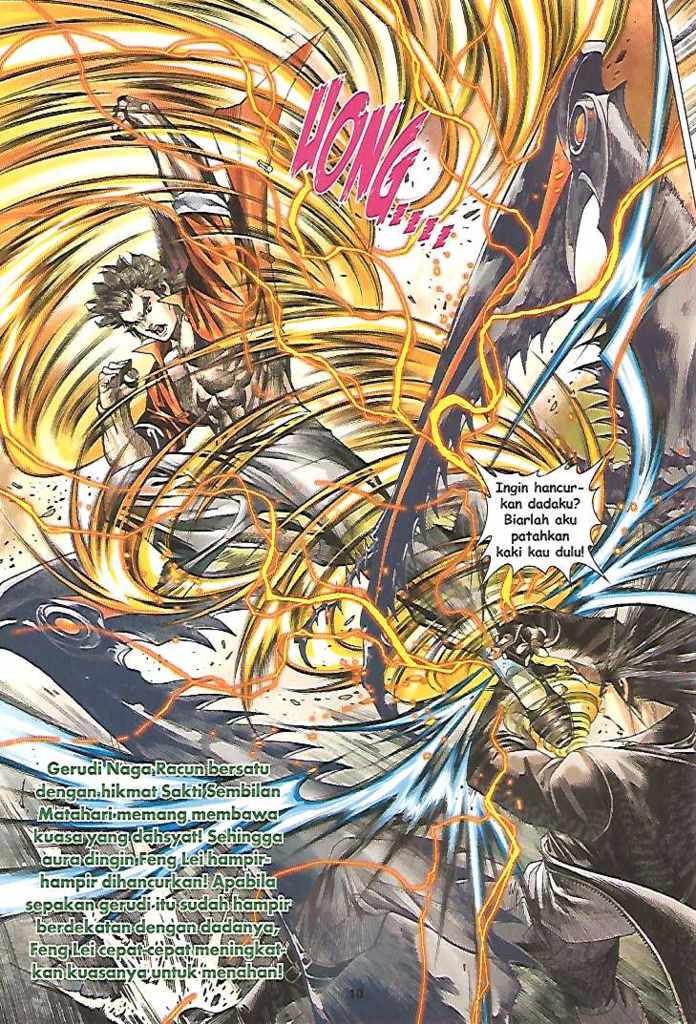 UONG
Ingin hancur-
kan dadaku?
Biarlah aku
patahkan
kaki kau dulu!
Gerudi Naga Racun bersatu
dengan hikmat Sakti Sembilan
Matahari memang membawa
kuasa yang dahsyat! Sehingga
aura dingin Feng Lei hampir-
hampir dihancurkan! Apabila
sepakan gerudi itu sudah hampir
berdekatan dengan dadanya,
Feng Lei cepat-cepat meningkat-
kan kuasanya untuk menahan!
10